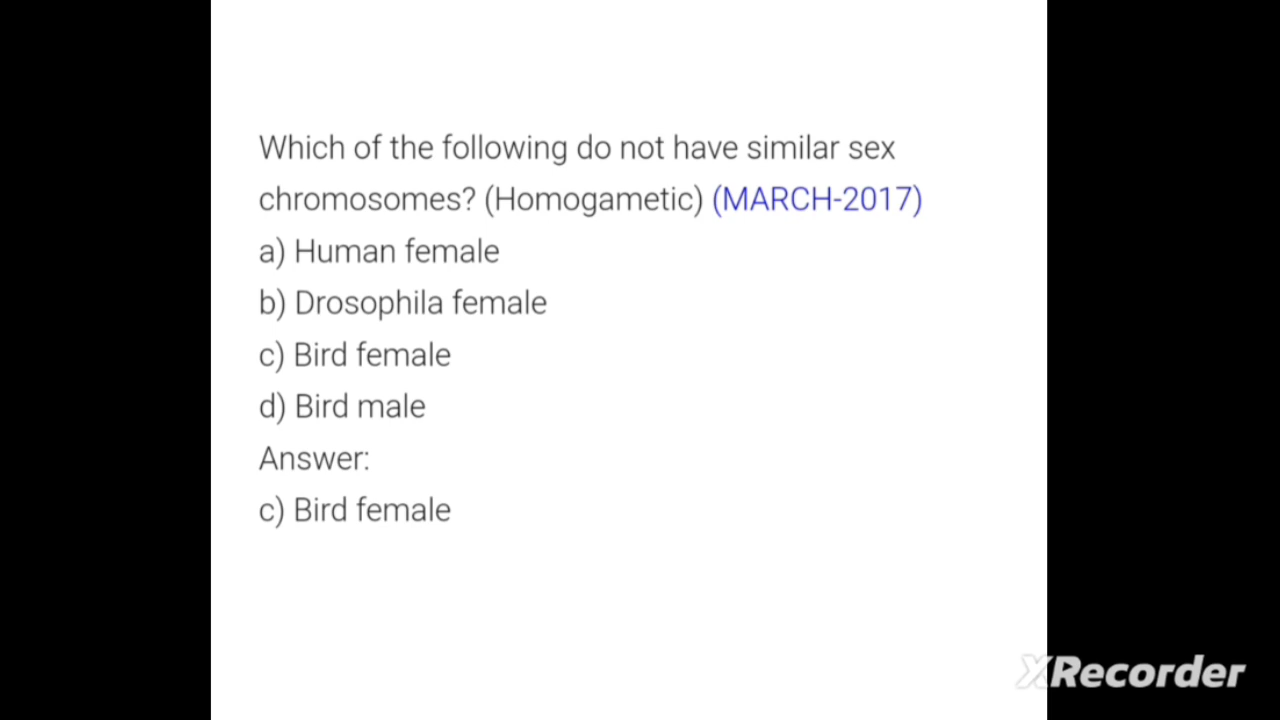 Which of the following do not have similar sex
chromosomes? (Homogametic) (MARCH-2017)
a) Human female
b) Drosophila female
c) Bird female
d) Bird male
Answer:
c) Bird female
XRecorder